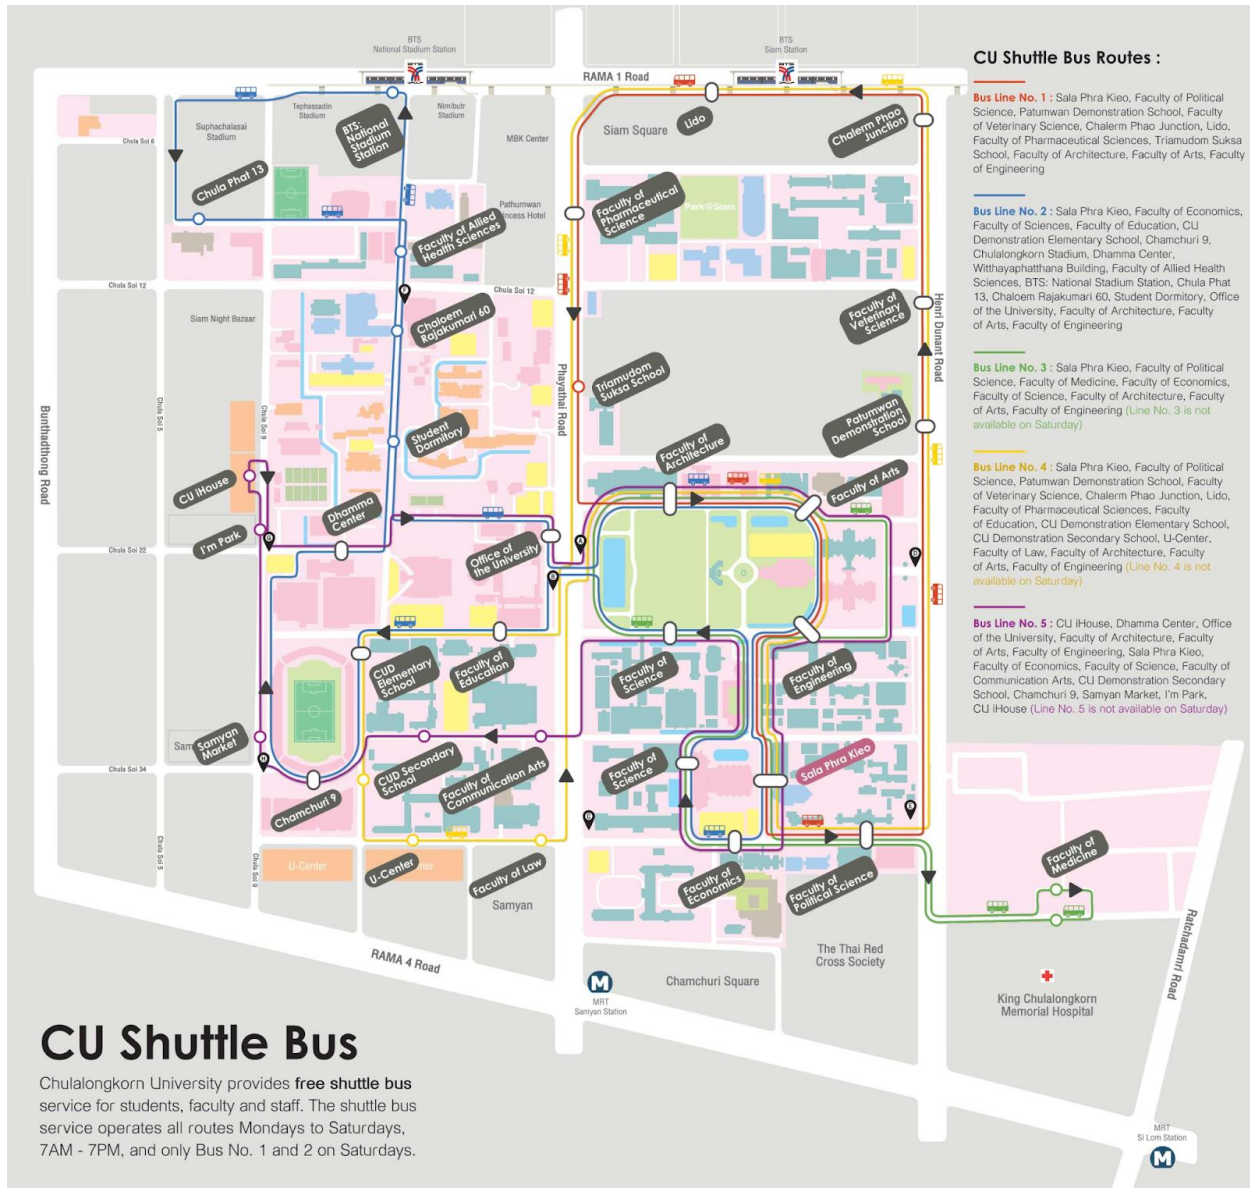 BTS
National Stadium Station
BTS
Siam Station
RAMA 1 Road
Tephassadin
Stadium
Nimibutr
Stadium
Suphachalasai
Stadium
BTS:
National
Stadium
Station
MBK Center
Siam Square
Lido
Chalerm Phao
Junction
Chula Soi 6
Chula Phat 13
Pathumwan
Princess Hotel
Faculty of Allied
Health Sciences
Faculty of
Pharmaceutical
Science
Park@Siam
Chula Soi 12
Chula Soi 12
Siam Night Bazaar
Chaloem
Rajakumari 60
Faculty of
Veterinary
Science
Henri Dunant Road
Phayathai Road
Triamudom
Suksa School
Patumwan
Demonstration
School
Bunthadthong Road
Chula Soi 5
Chula Soi 9
Student
Dormitory
Faculty of
Architecture
Faculty of Arts
CU iHouse
Dhamma
Center
I'm Park
Office of
the University
Chula Soi 22
A
B
C
D
E
F
G
H
CUD
Elementary
School
Faculty of
Education
Faculty of
Science
Faculty of
Engineering
Samyan
Market
CUD Secondary
School
Faculty of
Communication Arts
Faculty of
Science
Sala Phra Kieo
Chula Soi 34
Chamchuri 9
Chula Soi 5
Chula Soi 9
U-Center
U-Center
Faculty of Law
Samyan
Faculty of
Economics
Faculty of
Political Science
Faculty of
Medicine
RAMA 4 Road
Ratchadamri Road
M
MRT
Samyan Station
Chamchuri Square
The Thai Red
Cross Society
King Chulalongkorn
Memorial Hospital
MRT
Si Lom Station
M
CU Shuttle Bus Routes :
Bus Line No. 1 : Sala Phra Kieo, Faculty of Political
Science, Patumwan Demonstration School, Faculty
of Veterinary Science, Chalerm Phao Junction, Lido,
Faculty of Pharmaceutical Sciences, Triamudom Suksa
School, Faculty of Architecture, Faculty of Arts, Faculty
of Engineering
Bus Line No. 2 : Sala Phra Kieo, Faculty of Economics,
Faculty of Sciences, Faculty of Education, CU
Demonstration Elementary School, Chamchuri 9,
Chulalongkorn Stadium, Dhamma Center,
Witthayaphatthana Building, Faculty of Allied Health
Sciences, BTS: National Stadium Station, Chula Phat
13, Chaloem Rajakumari 60, Student Dormitory, Office
of the University, Faculty of Architecture, Faculty
of Arts, Faculty of Engineering
Bus Line No. 3 : Sala Phra Kieo, Faculty of Political
Science, Faculty of Medicine, Faculty of Economics,
Faculty of Science, Faculty of Architecture, Faculty
of Arts, Faculty of Engineering (Line No. 3 is not
available on Saturday)
Bus Line No. 4 : Sala Phra Kieo, Faculty of Political
Science, Patumwan Demonstration School, Faculty
of Veterinary Science, Chalerm Phao Junction, Lido,
Faculty of Pharmaceutical Sciences, Faculty
of Education, CU Demonstration Elementary School,
CU Demonstration Secondary School, U-Center,
Faculty of Law, Faculty of Architecture, Faculty
of Arts, Faculty of Engineering (Line No. 4 is not
available on Saturday)
Bus Line No. 5 : CU iHouse, Dhamma Center, Office
of the University, Faculty of Architecture, Faculty
of Arts, Faculty of Engineering, Sala Phra Kieo,
Faculty of Economics, Faculty of Science, Faculty of
Communication Arts, CU Demonstration Secondary
School, Chamchuri 9, Samyan Market, I'm Park,
CU iHouse (Line No. 5 is not available on Saturday)
CU Shuttle Bus
Chulalongkorn University provides free shuttle bus
service for students, faculty and staff. The shuttle bus
service operates all routes Mondays to Saturdays,
7AM - 7PM, and only Bus No. 1 and 2 on Saturdays.